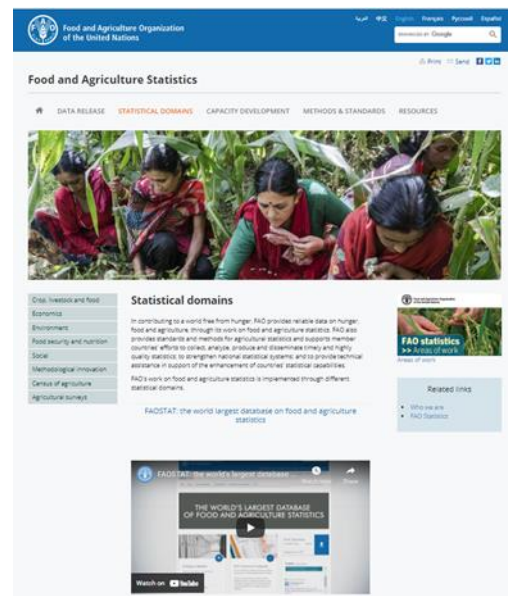 Food and Agriculture Organization
of the United Nations
العربية 中文 English Français Русский Español
ENHANCED BY Google
Print Send
Food and Agriculture Statistics
DATA RELEASE STATISTICAL DOMAINS CAPACITY DEVELOPMENT METHODS & STANDARDS RESOURCES
Crop, livestock and food
Economics
Environment
Food security and nutrition
Social
Methodological innovation
Census of agriculture
Agricultural surveys
Statistical domains
In contributing to a world free from hunger, FAO provides reliable data on hunger,
food and agriculture, through its work on food and agriculture statistics. FAO also
provides standards and methods for agricultural statistics and supports member
countries' efforts to collect, analyze, produce and disseminate timely and highly
quality statistics; to strengthen national statistical systems; and to provide technical
assistance in support of the enhancement of countries' statistical capabilities.
FAO's work on food and agriculture statistics is implemented through different
statistical domains.
FAOSTAT: the world largest database on food and agriculture
statistics
FAOSTAT: the world's largest database ...
Share
THE WORLD'S LARGEST DATABASE
OF FOOD AND AGRICULTURE STATISTICS
Watch on YouTube
FAO statistics
>> Areas of work
Areas of work
Related links
Who we are
FAO Statistics